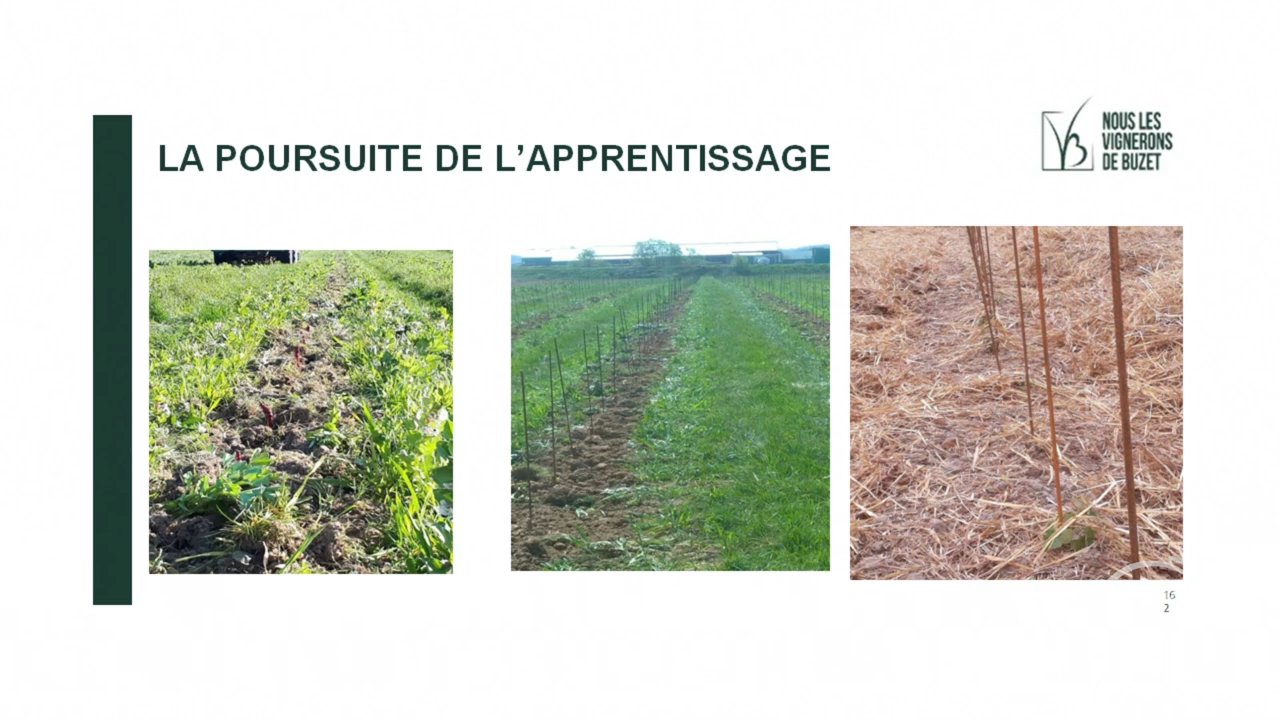 LA POURSUITE DE L’APPRENTISSAGE
NOUS LES
VIGNERONS
DE BUZET
16
2